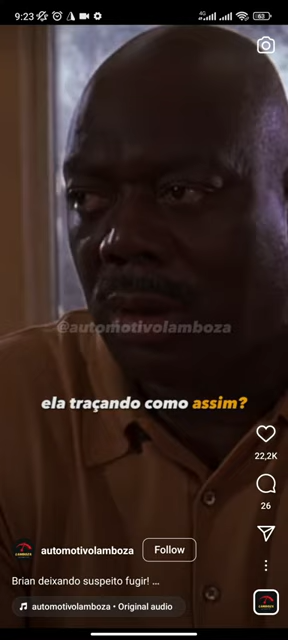 9:23
4G
63
@automotivolamboza
ela traçando como assim?
22,2K
26
automotivolamboza
Follow
Brian deixando suspeito fugir! ...
automotivolamboza • Original audio